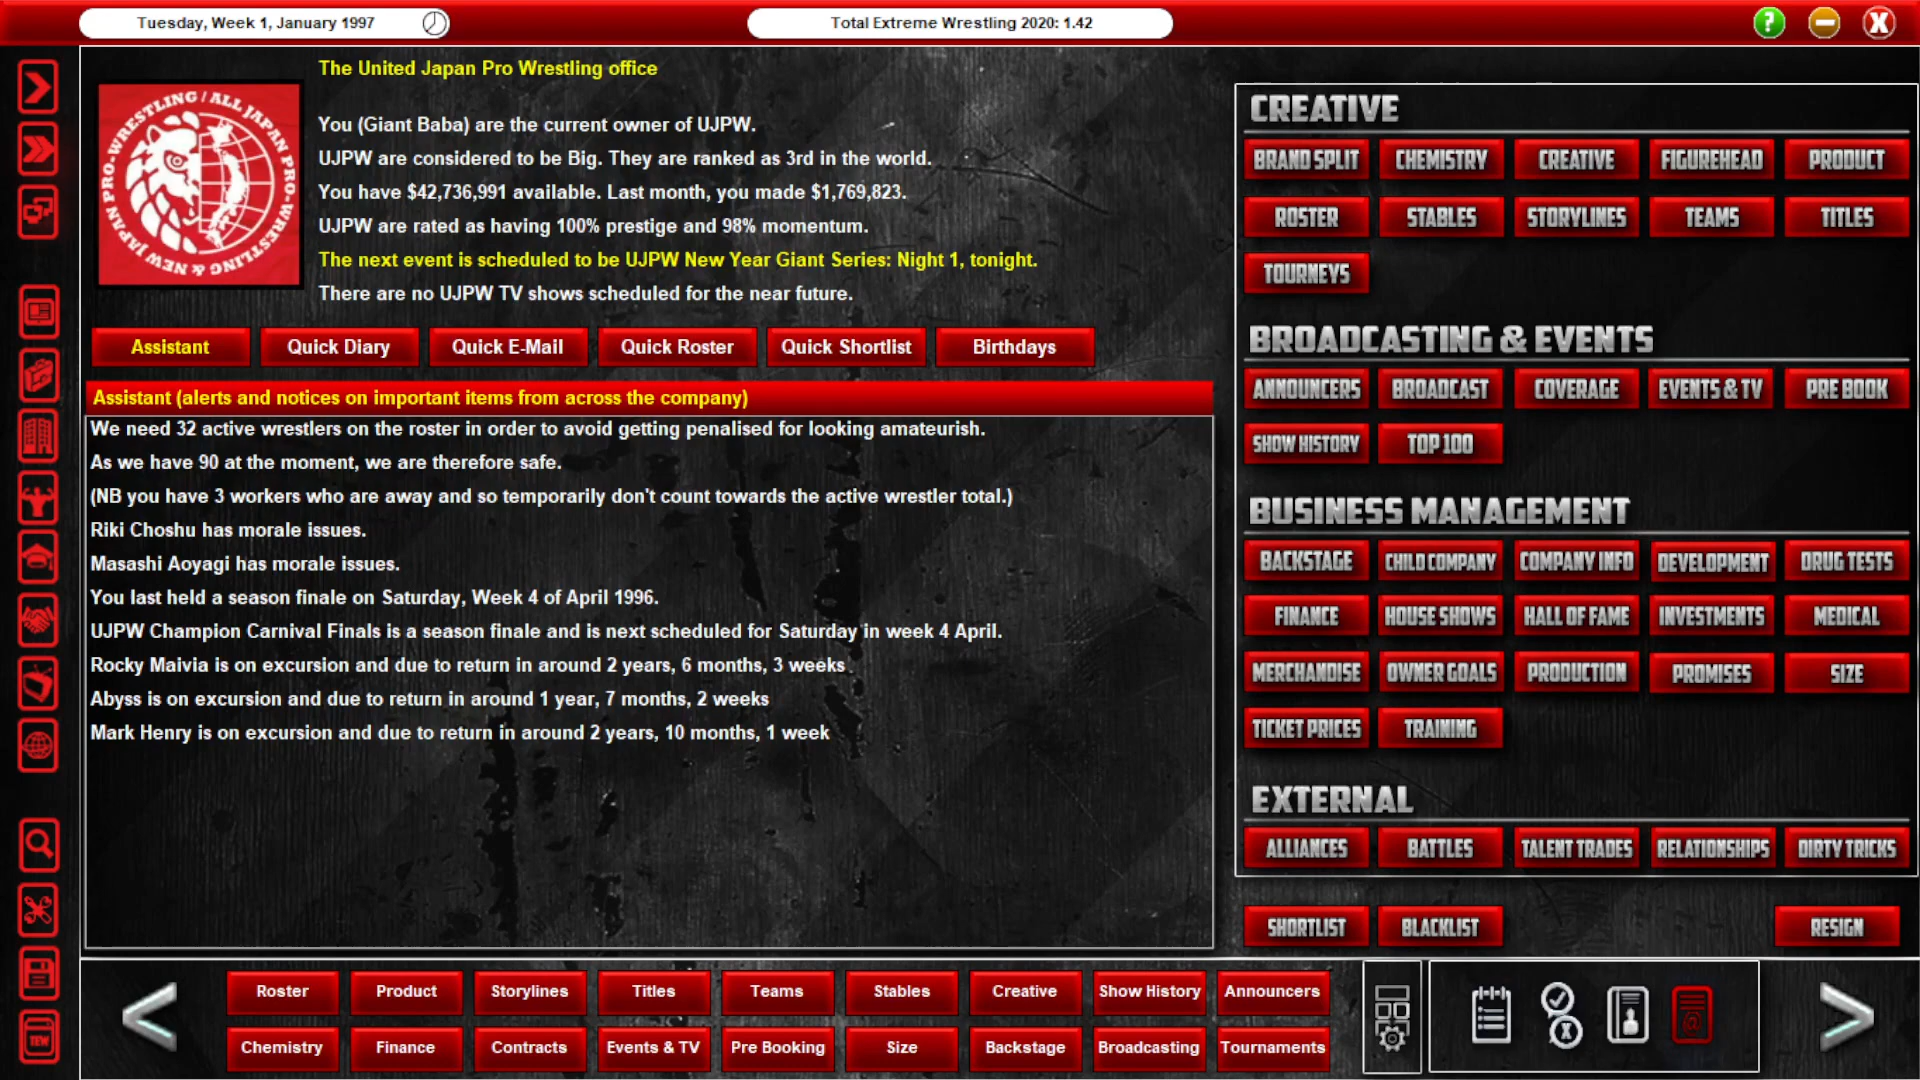 Tuesday, Week 1, January 1997
Total Extreme Wrestling 2020: 1.42
?
X
NEW JAPAN PRO-WRESTLING / ALL JAPAN PRO-WRESTLING &
The United Japan Pro Wrestling office
You (Giant Baba) are the current owner of UJPW.
UJPW are considered to be Big. They are ranked as 3rd in the world.
You have $42,736,991 available. Last month, you made $1,769,823.
UJPW are rated as having 100% prestige and 98% momentum.
The next event is scheduled to be UJPW New Year Giant Series: Night 1, tonight.
There are no UJPW TV shows scheduled for the near future.
Assistant Quick Diary Quick E-Mail Quick Roster Quick Shortlist Birthdays
Assistant (alerts and notices on important items from across the company)
We need 32 active wrestlers on the roster in order to avoid getting penalised for looking amateurish.
As we have 90 at the moment, we are therefore safe.
(NB you have 3 workers who are away and so temporarily don't count towards the active wrestler total.)
Riki Choshu has morale issues.
Masashi Aoyagi has morale issues.
You last held a season finale on Saturday, Week 4 of April 1996.
UJPW Champion Carnival Finals is a season finale and is next scheduled for Saturday in week 4 April.
Rocky Maivia is on excursion and due to return in around 2 years, 6 months, 3 weeks
Abyss is on excursion and due to return in around 1 year, 7 months, 2 weeks
Mark Henry is on excursion and due to return in around 2 years, 10 months, 1 week
CREATIVE
BRAND SPLIT CHEMISTRY CREATIVE FIGUREHEAD PRODUCT
ROSTER STABLES STORYLINES TEAMS TITLES
TOURNEYS
BROADCASTING & EVENTS
ANNOUNCERS BROADCAST COVERAGE EVENTS & TV PRE BOOK
SHOW HISTORY TOP 100
BUSINESS MANAGEMENT
BACKSTAGE CHILD COMPANY COMPANY INFO DEVELOPMENT DRUG TESTS
FINANCE HOUSE SHOWS HALL OF FAME INVESTMENTS MEDICAL
MERCHANDISE OWNER GOALS PRODUCTION PROMISES SIZE
TICKET PRICES TRAINING
EXTERNAL
ALLIANCES BATTLES TALENT TRADES RELATIONSHIPS DIRTY TRICKS
SHORTLIST BLACKLIST RESIGN
Roster Product Storylines Titles Teams Stables Creative Show History Announcers
Chemistry Finance Contracts Events & TV Pre Booking Size Backstage Broadcasting Tournaments
TEW
@